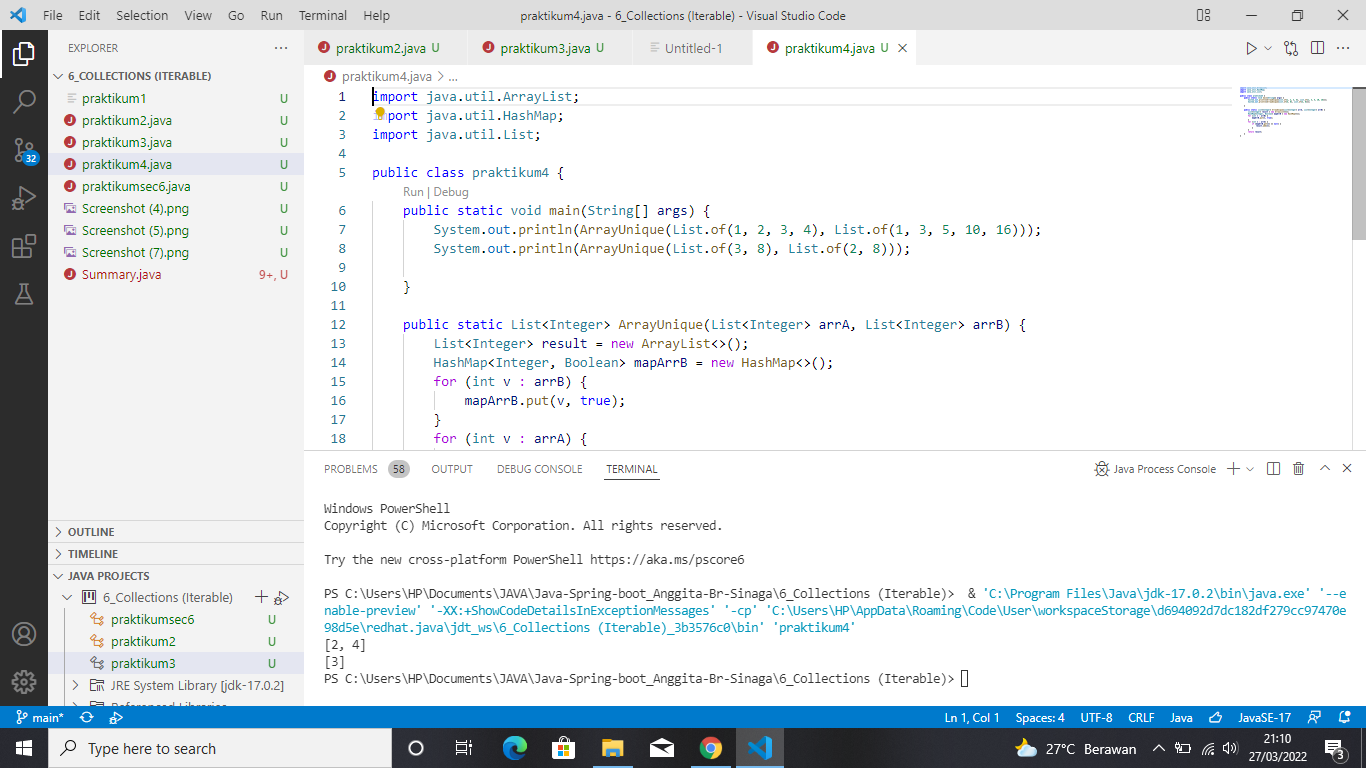 File Edit Selection View Go Run Terminal Help
praktikum4.java - 6_Collections (Iterable) - Visual Studio Code
EXPLORER
6_COLLECTIONS (ITERABLE)
praktikum1 U
praktikum2.java U
praktikum3.java U
praktikum4.java U
praktikumsec6.java U
Screenshot (4).png U
Screenshot (5).png U
Screenshot (7).png U
Summary.java 9+, U
32
OUTLINE
TIMELINE
JAVA PROJECTS
6_Collections (Iterable)
praktikumsec6 U
praktikum2 U
praktikum3 U
JRE System Library [jdk-17.0.2]
Referenced Libraries
praktikum2.java U praktikum3.java U Untitled-1 praktikum4.java U
praktikum4.java > ...
1 import java.util.ArrayList;
2 import java.util.HashMap;
3 import java.util.List;
4
5 public class praktikum4 {
Run | Debug
6 public static void main(String[] args) {
7 System.out.println(ArrayUnique(List.of(1, 2, 3, 4), List.of(1, 3, 5, 10, 16)));
8 System.out.println(ArrayUnique(List.of(3, 8), List.of(2, 8)));
9
10 }
11
12 public static List<Integer> ArrayUnique(List<Integer> arrA, List<Integer> arrB) {
13 List<Integer> result = new ArrayList<>();
14 HashMap<Integer, Boolean> mapArrB = new HashMap<>();
15 for (int v : arrB) {
16 mapArrB.put(v, true);
17 }
18 for (int v : arrA) {
PROBLEMS 58 OUTPUT DEBUG CONSOLE TERMINAL Java Process Console
Windows PowerShell
Copyright (C) Microsoft Corporation. All rights reserved.
Try the new cross-platform PowerShell https://aka.ms/pscore6
PS C:\Users\HP\Documents\JAVA\Java-Spring-boot_Anggita-Br-Sinaga\6_Collections (Iterable)> & 'C:\Program Files\Java\jdk-17.0.2\bin\java.exe' '--e
nable-preview' '-XX:+ShowCodeDetailsInExceptionMessages' '-cp' 'C:\Users\HP\AppData\Roaming\Code\User\workspaceStorage\d694092d7dc182df279cc97470e
98d5e\redhat.java\jdt_ws\6_Collections (Iterable)_3b3576c0\bin' 'praktikum4'
[2, 4]
[3]
PS C:\Users\HP\Documents\JAVA\Java-Spring-boot_Anggita-Br-Sinaga\6_Collections (Iterable)>
main* Ln 1, Col 1 Spaces: 4 UTF-8 CRLF Java JavaSE-17
Type here to search
27°C Berawan
21:10
27/03/2022
3